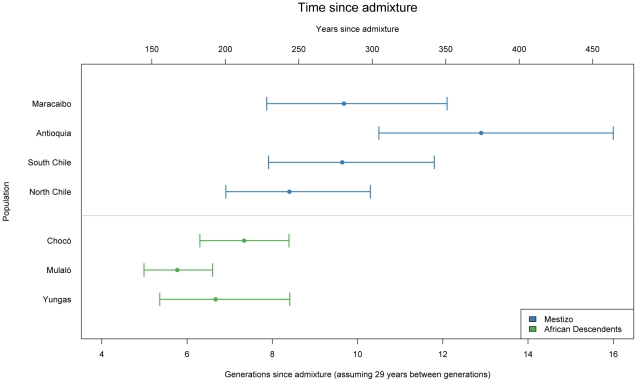 Time since admixture
Years since admixture
150 200 250 300 350 400 450
Population
Maracaibo
Antioquia
South Chile
North Chile
Chocó
Mulaló
Yungas
Mestizo
African Descendents
4 6 8 10 12 14 16
Generations since admixture (assuming 29 years between generations)